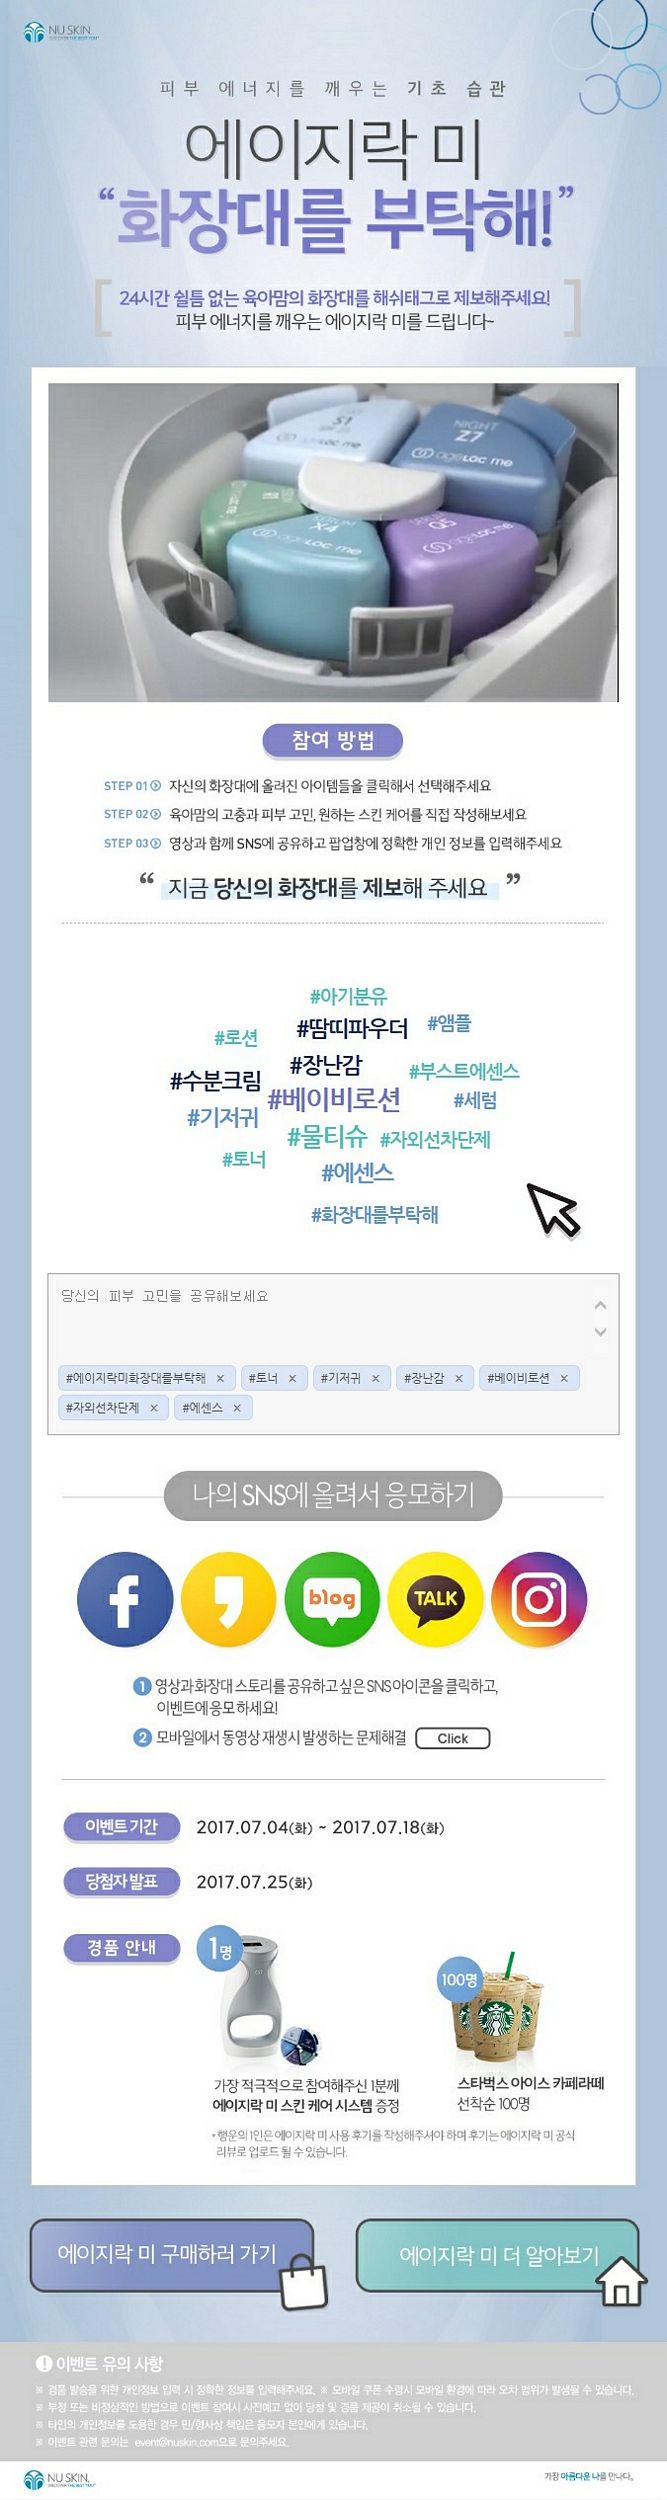 NU SKIN.
DISCOVER THE BEST YOU™
피부 에너지를 깨우는 기초 습관
에이지락 미
“화장대를 부탁해!”
24시간 쉴틈 없는 육아맘의 화장대를 해쉬태그로 제보해주세요!
피부 에너지를 깨우는 에이지락 미를 드립니다~
S1
NIGHT
Z7
ageLOC me
ageLOC me
SERUM
X4
ageLOC me
SERUM
Q5
ageLOC me
참여 방법
STEP 01 자신의 화장대에 올려진 아이템들을 클릭해서 선택해주세요
STEP 02 육아맘의 고충과 피부 고민, 원하는 스킨 케어를 직접 작성해보세요
STEP 03 영상과 함께 SNS에 공유하고 팝업창에 정확한 개인 정보를 입력해주세요
“ 지금 당신의 화장대를 제보해 주세요 ”
#아기분유
#땀띠파우더 #앰플
#로션
#장난감 #부스트에센스
#수분크림
#베이비로션 #세럼
#기저귀
#물티슈 #자외선차단제
#토너
#에센스
#화장대를부탁해
당신의 피부 고민을 공유해보세요
#에이지락미화장대를부탁해 × #토너 × #기저귀 × #장난감 × #베이비로션 ×
#자외선차단제 × #에센스 ×
나의 SNS에 올려서 응모하기
f
blog
TALK
1 영상과 화장대 스토리를 공유하고 싶은 SNS 아이콘을 클릭하고,
이벤트에 응모 하세요!
2 모바일에서 동영상 재생시 발생하는 문제해결 Click
이벤트 기간 2017.07.04(화) ~ 2017.07.18(화)
당첨자 발표 2017.07.25(화)
경품 안내
1명
100명
가장 적극적으로 참여해주신 1분께
에이지락 미 스킨 케어 시스템 증정
스타벅스 아이스 카페라떼
선착순 100명
*행운의 1인은 에이지락 미 사용 후기를 작성해주셔야 하며 후기는 에이지락 미 공식
리뷰로 업로드 될 수 있습니다.
에이지락 미 구매하러 가기
에이지락 미 더 알아보기
! 이벤트 유의 사항
※ 경품 발송을 위한 개인정보 입력 시 정확한 정보를 입력해주세요. ※ 모바일 쿠폰 수령시 모바일 환경에 따라 오차 범위가 발생될 수 있습니다.
※ 부정 또는 비정상적인 방법으로 이벤트 참여시 사전예고 없이 당첨 및 경품 제공이 취소될 수 있습니다.
※ 타인의 개인정보를 도용한 경우 민/형사상 책임은 응모자 본인에게 있습니다.
※ 이벤트 관련 문의는 event@nuskin.com으로 문의주세요.
NU SKIN.
DISCOVER THE BEST YOU™
가장 아름다운 나를 만나다.